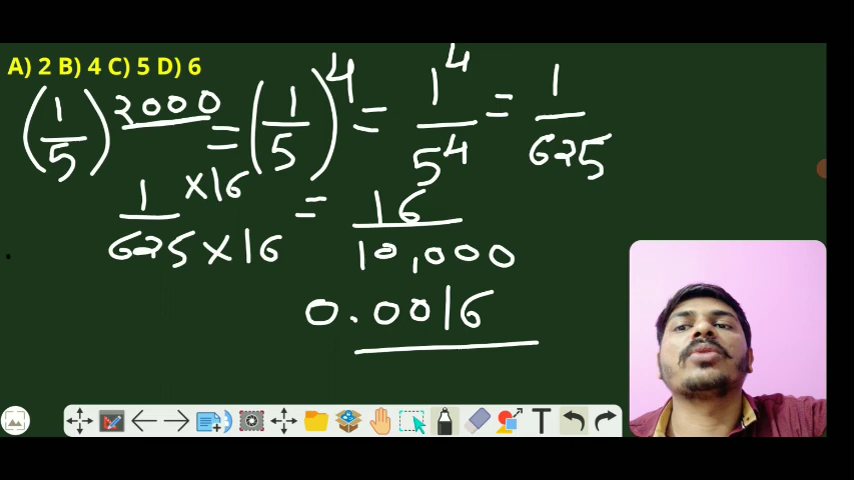 A) 2 B) 4 C) 5 D) 6
(1/5)^2000 = (1/5)^4 = 1^4/5^4 = 1/625
1×16/625×16 = 16/10,000
0.0016
T